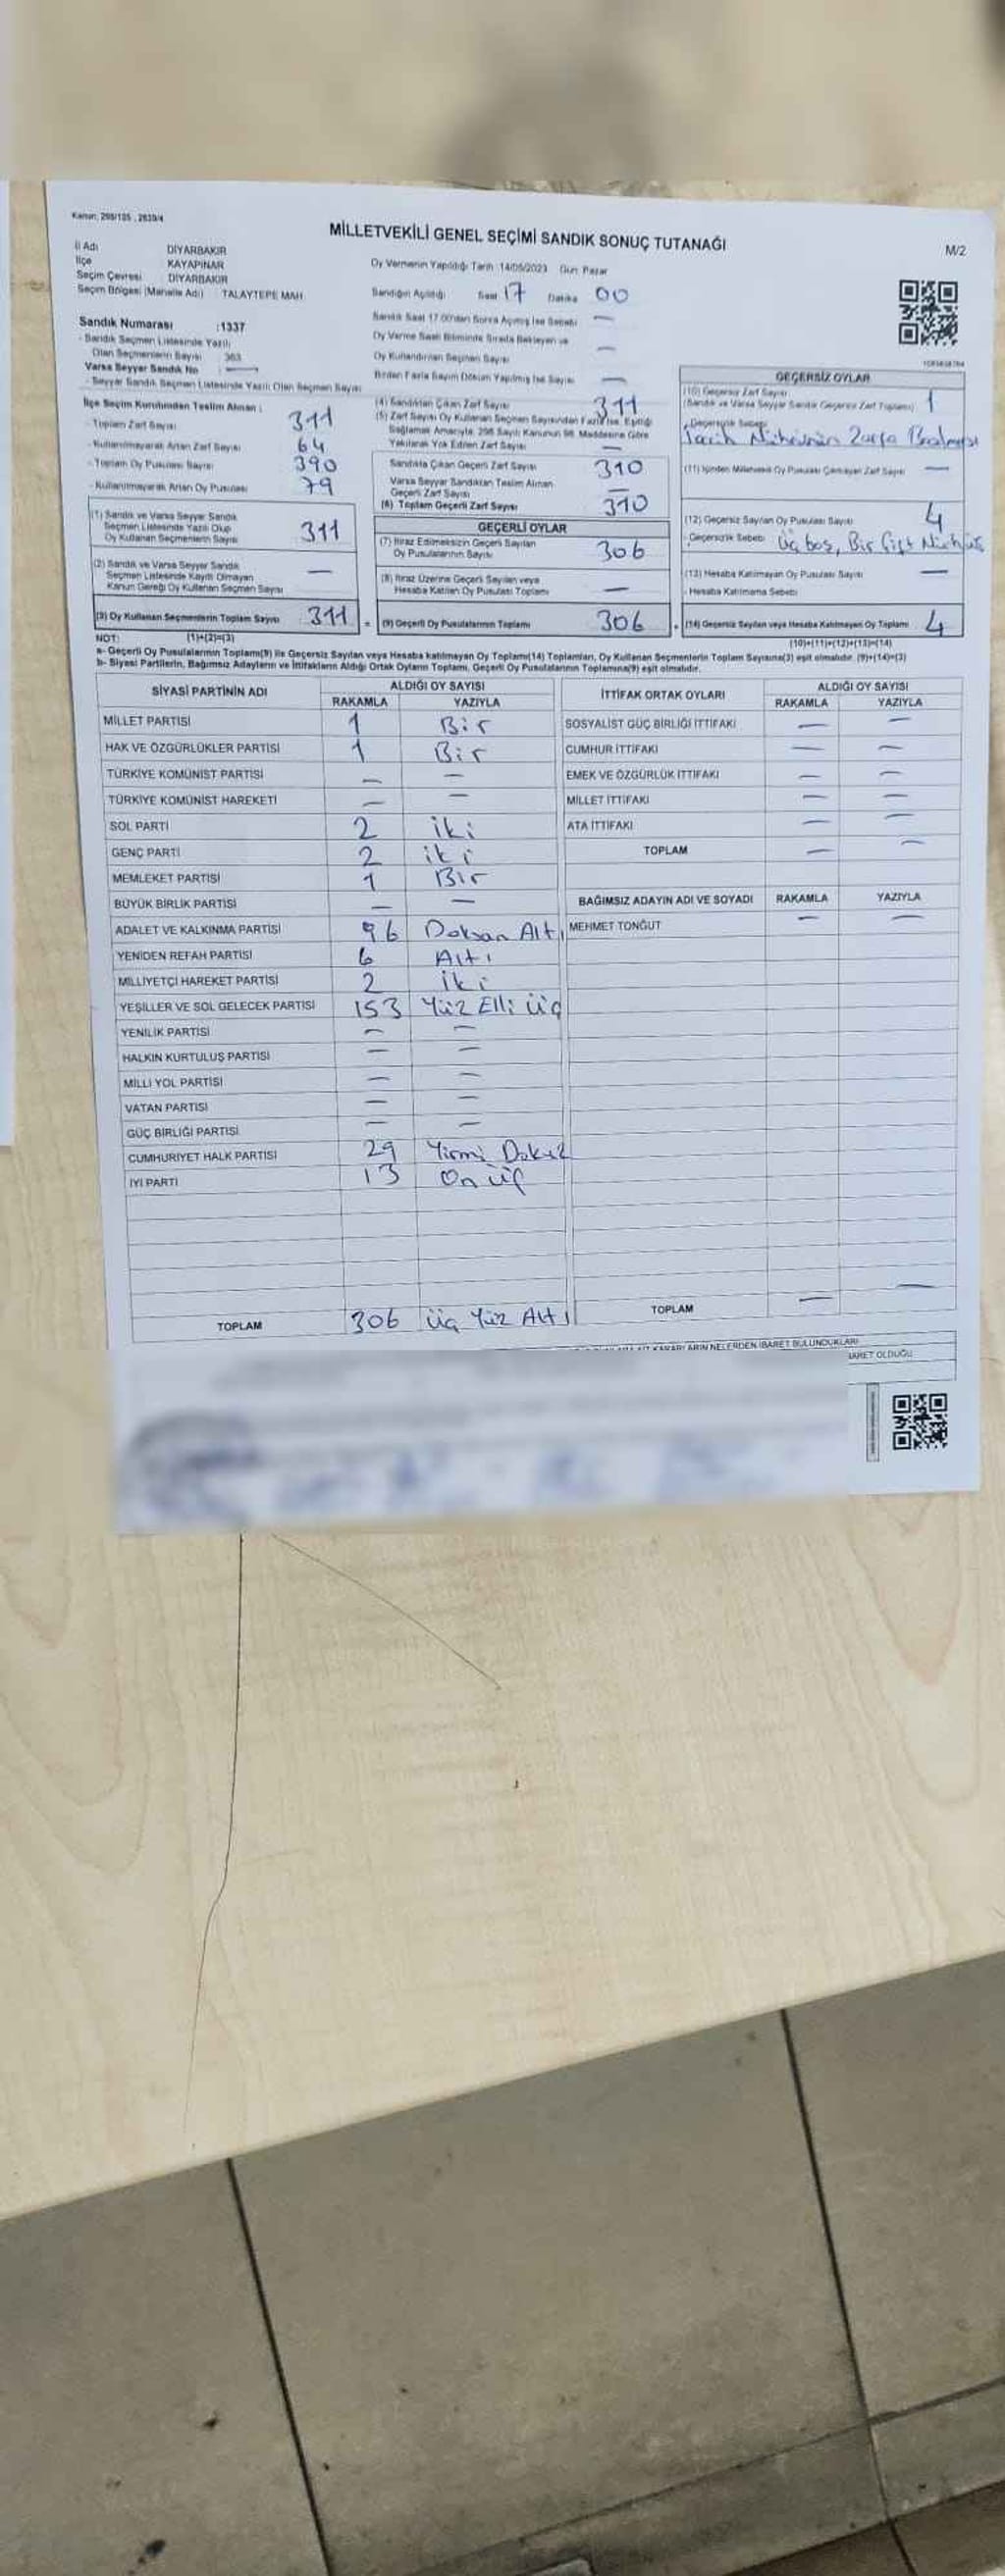 Kanun: 298/105, 2839/4
MİLLETVEKİLİ GENEL SEÇİMİ SANDIK SONUÇ TUTANAĞI
M/2
İl Adı DİYARBAKIR
İlçe KAYAPINAR
Seçim Çevresi DİYARBAKIR
Seçim Bölgesi (Mahalle Adı) TALAYTEPE MAH.
Sandık Numarası :1337
- Sandık Seçmen Listesinde Yazılı
Olan Seçmenlerin Sayısı 363
Varsa Seyyar Sandık No
- Seyyar Sandık Seçmen Listesinde Yazılı Olan Seçmen Sayısı
Oy Vermenin Yapıldığı Tarih 14/05/2023 Gün Pazar
Sandığın Açıldığı Saat 17 Dakika 00
Sandık Saat 17.00'den Sonra Açılmış İse Sebebi —
Oy Verme Saati Bitiminde Sırada Bekleyen ve
Oy Kullandırılan Seçmen Sayısı —
Birden Fazla Sayım Döküm Yapılmış İse Sayısı —
İlçe Seçim Kurulundan Teslim Alınan :
- Toplam Zarf Sayısı 311
- Kullanılmayarak Artan Zarf Sayısı 64
- Toplam Oy Pusulası Sayısı 390
- Kullanılmayarak Artan Oy Pusulası 79
(1) Sandık ve Varsa Seyyar Sandık
Seçmen Listesinde Yazılı Olup
Oy Kullanan Seçmenlerin Sayısı 311
(2) Sandık ve Varsa Seyyar Sandık
Seçmen Listesinde Kayıtlı Olmayan
Kanun Gereği Oy Kullanan Seçmen Sayısı —
(3) Oy Kullanan Seçmenlerin Toplam Sayısı 311 =
(1)+(2)=(3)
(4) Sandıktan Çıkan Zarf Sayısı 311
(5) Zarf Sayısı Oy Kullanan Seçmen Sayısından Fazla İse, Eşitliği
Sağlamak Amacıyla, 298 Sayılı Kanunun 98. Maddesine Göre
Yakılarak Yok Edilen Zarf Sayısı —
Sandıkta Çıkan Geçerli Zarf Sayısı 310
Varsa Seyyar Sandıktan Teslim Alınan
Geçerli Zarf Sayısı —
(6) Toplam Geçerli Zarf Sayısı 310
GEÇERLİ OYLAR
(7) İtiraz Edilmeksizin Geçerli Sayılan
Oy Pusulalarının Sayısı 306
(8) İtiraz Üzerine Geçerli Sayılan veya
Hesaba Katılan Oy Pusulası Toplamı —
(9) Geçerli Oy Pusulalarının Toplamı 306 +
GEÇERSİZ OYLAR
(10) Geçersiz Zarf Sayısı
(Sandık ve Varsa Seyyar Sandık Geçersiz Zarf Toplamı) 1
- Geçersizlik Sebebi
Tercih Mührünün Zarfa Basılması
(11) İçinden Milletvekili Oy Pusulası Çıkmayan Zarf Sayısı —
(12) Geçersiz Sayılan Oy Pusulası Sayısı 4
- Geçersizlik Sebebi Üç boş, Bir Çift
(13) Hesaba Katılmayan Oy Pusulası Sayısı —
- Hesaba Katılmama Sebebi
(14) Geçersiz Sayılan veya Hesaba Katılmayan Oy Toplamı 4
(10)+(11)+(12)+(13)=(14)
NOT:
a- Geçerli Oy Pusulalarının Toplamı(9) ile Geçersiz Sayılan veya Hesaba katılmayan Oy Toplamı(14) Toplamları, Oy Kullanan Seçmenlerin Toplam Sayısına(3) eşit olmalıdır. (9)+(14)=(3)
b- Siyasi Partilerin, Bağımsız Adayların ve İttifakların Aldığı Ortak Oyların Toplamı, Geçerli Oy Pusulalarının Toplamına(9) eşit olmalıdır.
SİYASİ PARTİNİN ADI ALDIĞI OY SAYISI
RAKAMLA YAZIYLA
MİLLET PARTİSİ 1 Bir
HAK VE ÖZGÜRLÜKLER PARTİSİ 1 Bir
TÜRKİYE KOMÜNİST PARTİSİ — —
TÜRKİYE KOMÜNİST HAREKETİ — —
SOL PARTİ 2 iki
GENÇ PARTİ 2 iki
MEMLEKET PARTİSİ 1 Bir
BÜYÜK BİRLİK PARTİSİ — —
ADALET VE KALKINMA PARTİSİ 96 Doksan Altı
YENİDEN REFAH PARTİSİ 6 Altı
MİLLİYETÇİ HAREKET PARTİSİ 2 iki
YEŞİLLER VE SOL GELECEK PARTİSİ 153 Yüz Elli üç
YENİLİK PARTİSİ — —
HALKIN KURTULUŞ PARTİSİ — —
MİLLİ YOL PARTİSİ — —
VATAN PARTİSİ — —
GÜÇ BİRLİĞİ PARTİSİ — —
CUMHURİYET HALK PARTİSİ 29 Yirmi Dokuz
İYİ PARTİ 13 On üç
TOPLAM 306 üç Yüz Altı
İTTİFAK ORTAK OYLARI ALDIĞI OY SAYISI
RAKAMLA YAZIYLA
SOSYALİST GÜÇ BİRLİĞİ İTTİFAKI — —
CUMHUR İTTİFAKI — —
EMEK VE ÖZGÜRLÜK İTTİFAKI — —
MİLLET İTTİFAKI — —
ATA İTTİFAKI — —
TOPLAM — —
BAĞIMSIZ ADAYIN ADI VE SOYADI RAKAMLA YAZIYLA
MEHMET TONĞUT — —
TOPLAM — —
NELERDEN İBARET BULUNDUKLARI
İBARET OLDUĞU